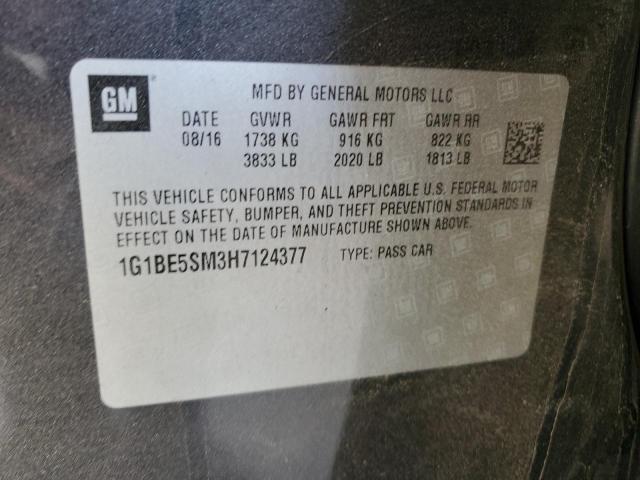 GM
MFD BY GENERAL MOTORS LLC
DATE GVWR GAWR FRT GAWR RR
08/16 1738 KG 916 KG 822 KG
3833 LB 2020 LB 1813 LB
THIS VEHICLE CONFORMS TO ALL APPLICABLE U.S. FEDERAL MOTOR
VEHICLE SAFETY, BUMPER, AND THEFT PREVENTION STANDARDS IN
EFFECT ON THE DATE OF MANUFACTURE SHOWN ABOVE.
1G1BE5SM3H7124377 TYPE: PASS CAR